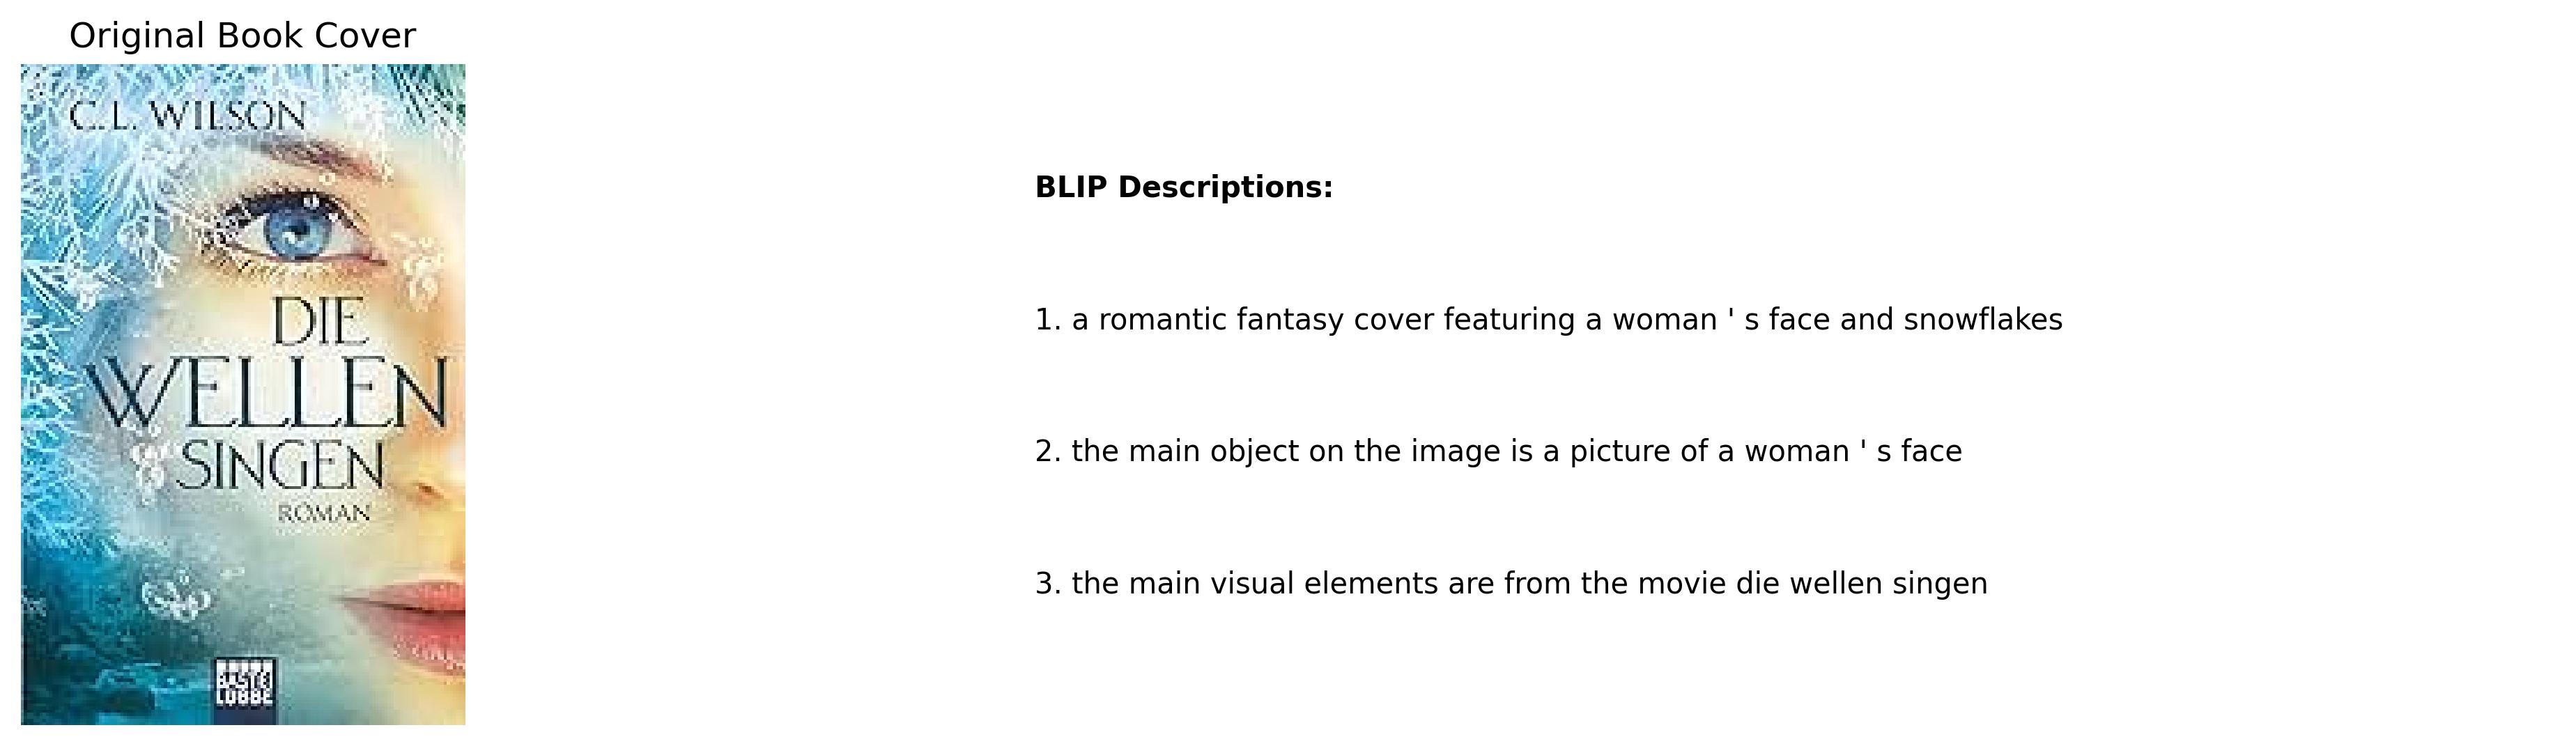 Original Book Cover
C.L. WILSON
DIE
WELLEN
SINGEN
ROMAN
LÜBBE
BLIP Descriptions:
1. a romantic fantasy cover featuring a woman ' s face and snowflakes
2. the main object on the image is a picture of a woman ' s face
3. the main visual elements are from the movie die wellen singen